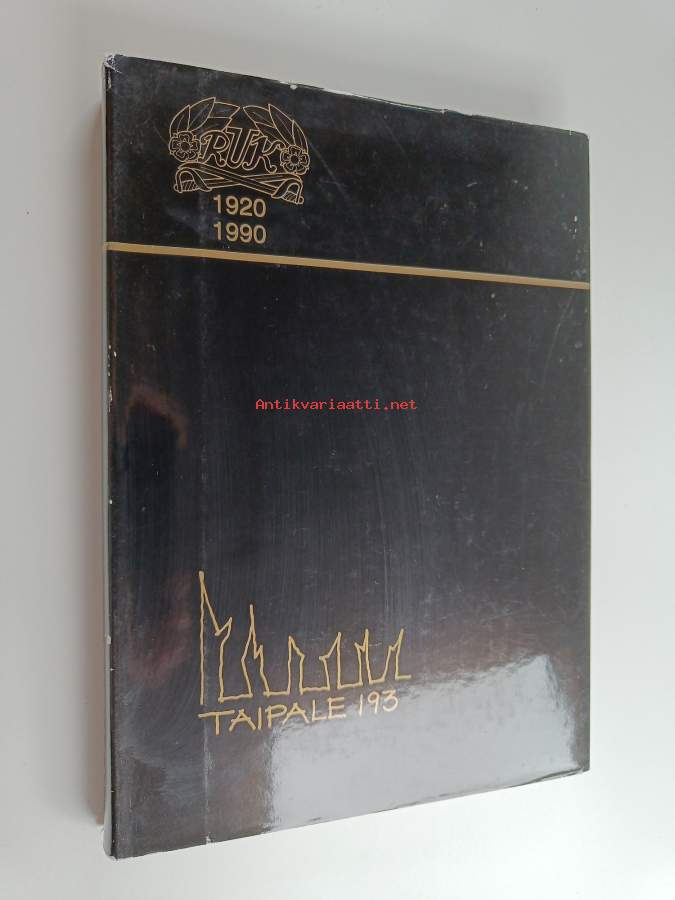 RUK
1920
1990
Antikvariaatti.net
TAIPALE 193